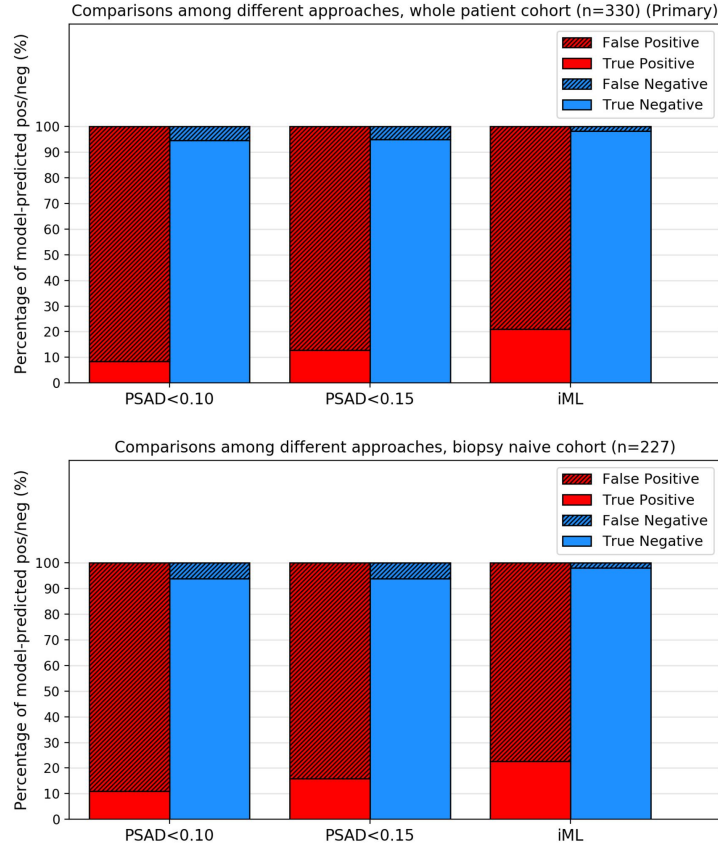 Comparisons among different approaches, whole patient cohort (n=330) (Primary)
Percentage of model-predicted pos/neg (%)
False Positive
True Positive
False Negative
True Negative
100
90
80
70
60
50
40
30
20
10
0
PSAD<0.10 PSAD<0.15 iML
Comparisons among different approaches, biopsy naive cohort (n=227)
Percentage of model-predicted pos/neg (%)
False Positive
True Positive
False Negative
True Negative
100
90
80
70
60
50
40
30
20
10
0
PSAD<0.10 PSAD<0.15 iML